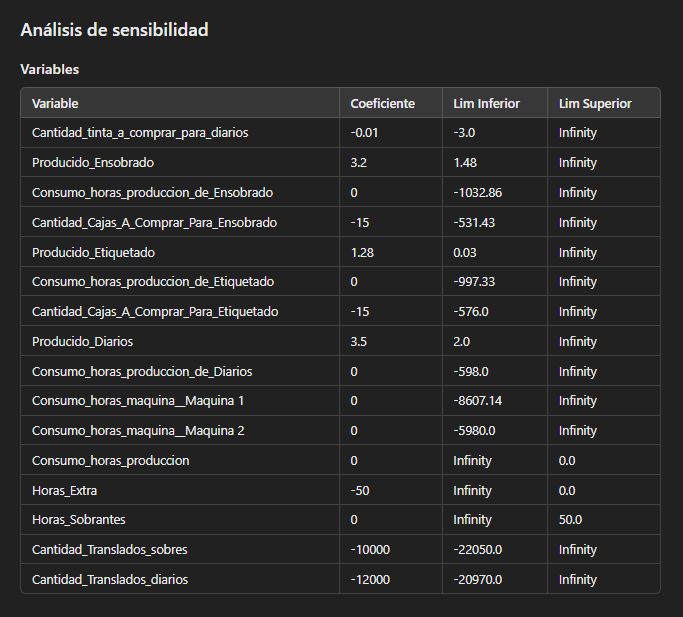 Análisis de sensibilidad
Variables
Variable Coeficiente Lim Inferior Lim Superior
Cantidad_tinta_a_comprar_para_diarios -0.01 -3.0 Infinity
Producido_Ensobrado 3.2 1.48 Infinity
Consumo_horas_produccion_de_Ensobrado 0 -1032.86 Infinity
Cantidad_Cajas_A_Comprar_Para_Ensobrado -15 -531.43 Infinity
Producido_Etiquetado 1.28 0.03 Infinity
Consumo_horas_produccion_de_Etiquetado 0 -997.33 Infinity
Cantidad_Cajas_A_Comprar_Para_Etiquetado -15 -576.0 Infinity
Producido_Diarios 3.5 2.0 Infinity
Consumo_horas_produccion_de_Diarios 0 -598.0 Infinity
Consumo_horas_maquina__Maquina 1 0 -8607.14 Infinity
Consumo_horas_maquina__Maquina 2 0 -5980.0 Infinity
Consumo_horas_produccion 0 Infinity 0.0
Horas_Extra -50 Infinity 0.0
Horas_Sobrantes 0 Infinity 50.0
Cantidad_Translados_sobres -10000 -22050.0 Infinity
Cantidad_Translados_diarios -12000 -20970.0 Infinity